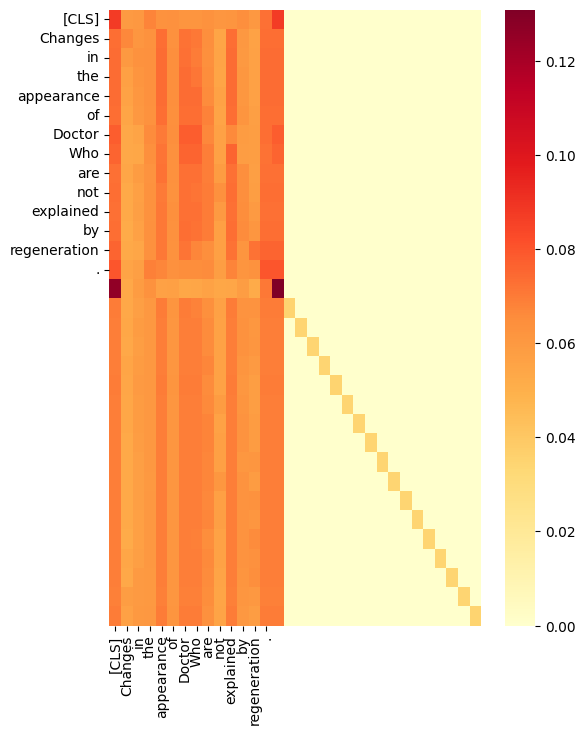 [CLS]
Changes
in
the
appearance
of
Doctor
Who
are
not
explained
by
regeneration
.
0.12
0.10
0.08
0.06
0.04
0.02
0.00
[CLS]
Changes
in
the
appearance
of
Doctor
Who
are
not
explained
by
regeneration
.